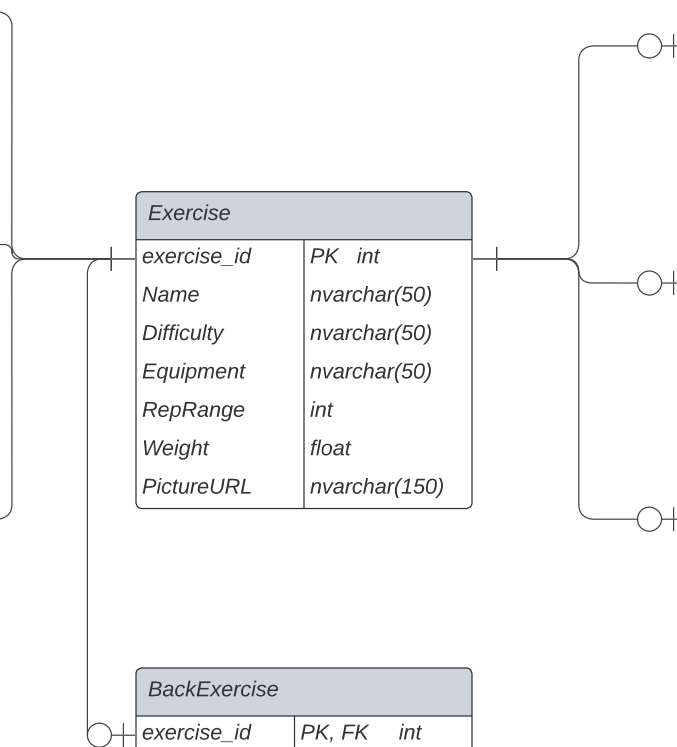 Exercise
exercise_id PK int
Name nvarchar(50)
Difficulty nvarchar(50)
Equipment nvarchar(50)
RepRange int
Weight float
PictureURL nvarchar(150)
BackExercise
exercise_id PK, FK int